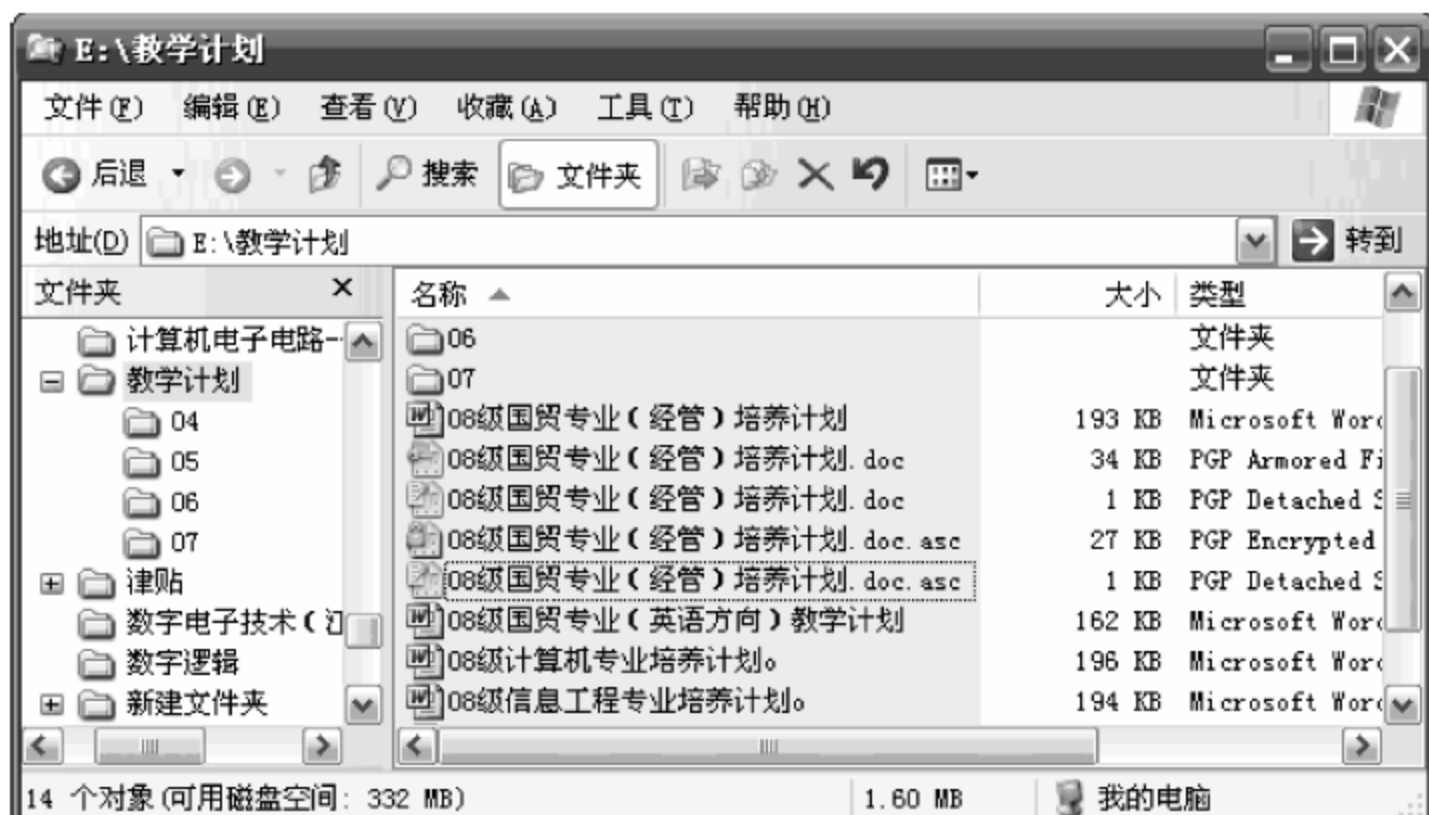 E:\教学计划
文件(F) 编辑(E) 查看(V) 收藏(A) 工具(T) 帮助(H)
后退 搜索 文件夹
地址(D) E:\教学计划 转到
文件夹 × 名称 大小 类型
计算机电子电路-
教学计划
04
05
06
07
津贴
数字电子技术(
数字逻辑
新建文件夹
06 文件夹
07 文件夹
08级国贸专业(经管)培养计划 193 KB Microsoft Word
08级国贸专业(经管)培养计划.doc 34 KB PGP Armored Fi
08级国贸专业(经管)培养计划.doc 1 KB PGP Detached S
08级国贸专业(经管)培养计划.doc.asc 27 KB PGP Encrypted
08级国贸专业(经管)培养计划.doc.asc 1 KB PGP Detached S
08级国贸专业(英语方向)教学计划 162 KB Microsoft Word
08级计算机专业培养计划。 196 KB Microsoft Word
08级信息工程专业培养计划。 194 KB Microsoft Word
14 个对象(可用磁盘空间: 332 MB) 1.60 MB 我的电脑